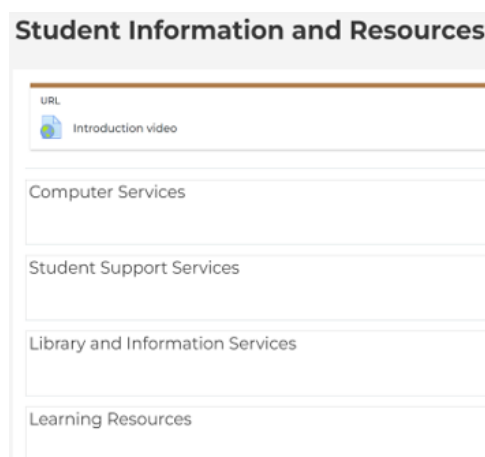 Student Information and Resources
URL
Introduction video
Computer Services
Student Support Services
Library and Information Services
Learning Resources